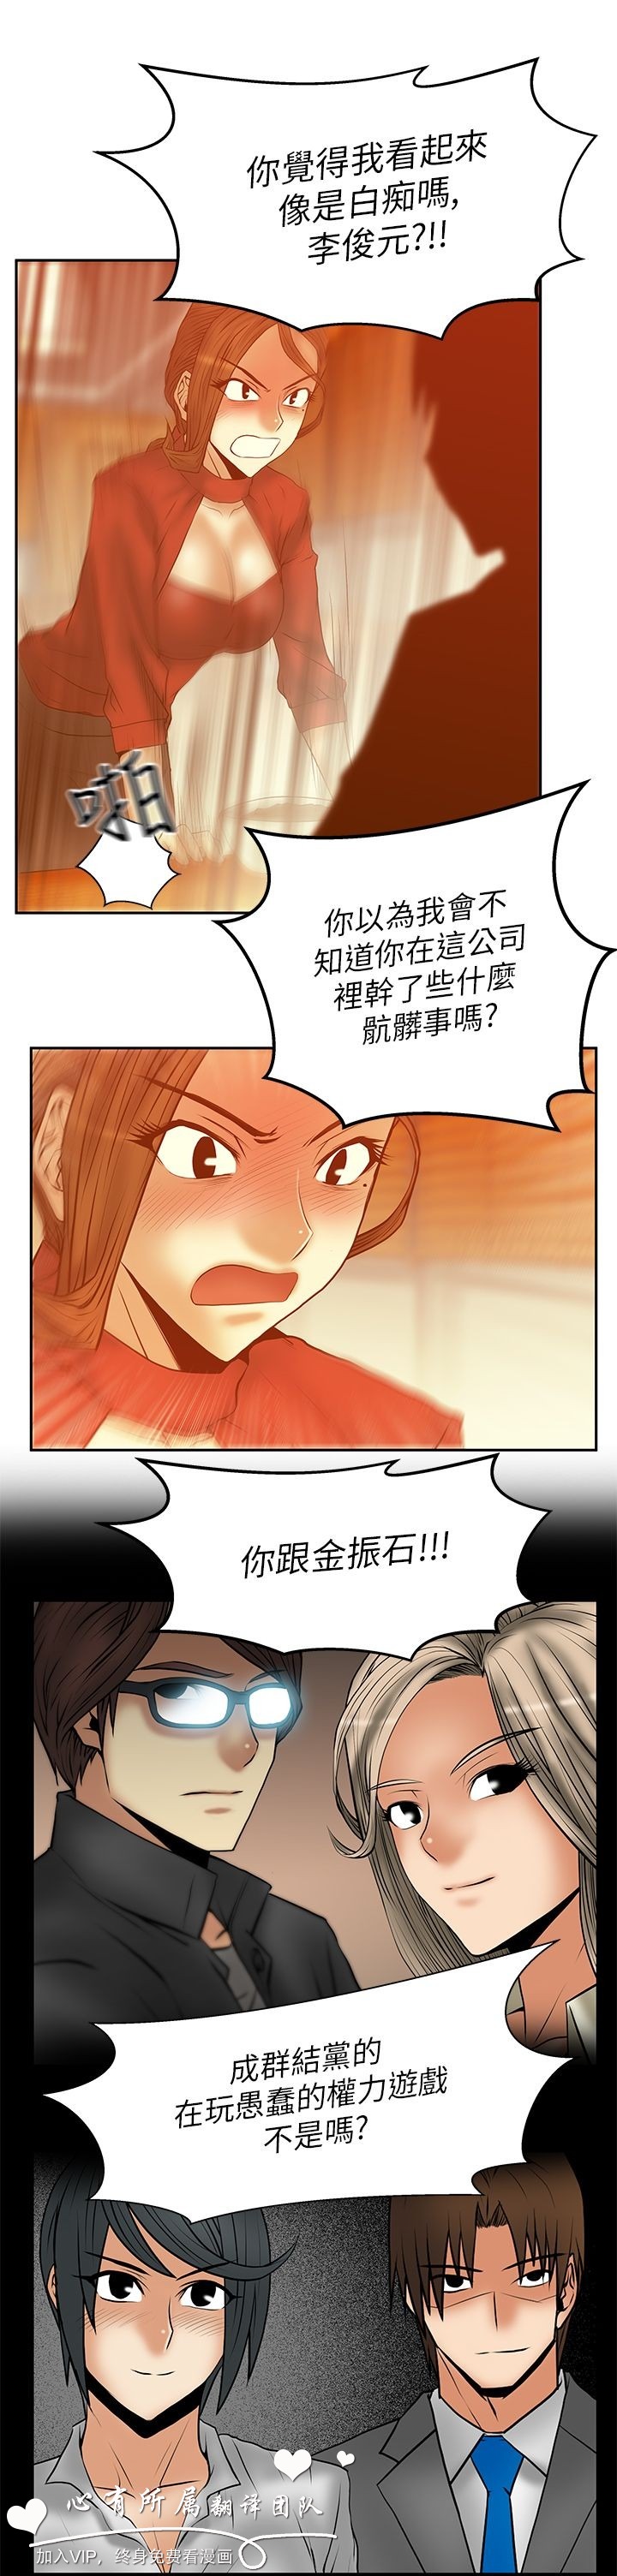 你覺得我看起來
像是白痴嗎,
李俊元?!!
啪
你以為我會不
知道你在這公司
裡幹了些什麼
骯髒事嗎?
你跟金振石!!!
成群結黨的
在玩愚蠢的權力遊戲
不是嗎?
心有所属翻译团队
加入VIP，终身免费看漫画